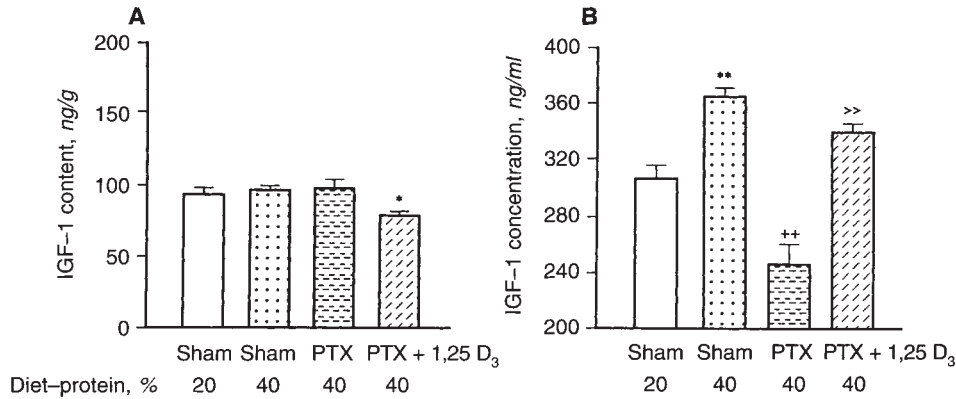 A
B
200
150
100
50
0
IGF–1 content, ng/g
*
Sham Sham PTX PTX + 1,25 D3
Diet–protein, % 20 40 40 40
400
360
320
280
240
200
IGF–1 concentration, ng/ml
**
++
>>
Sham Sham PTX PTX + 1,25 D3
20 40 40 40